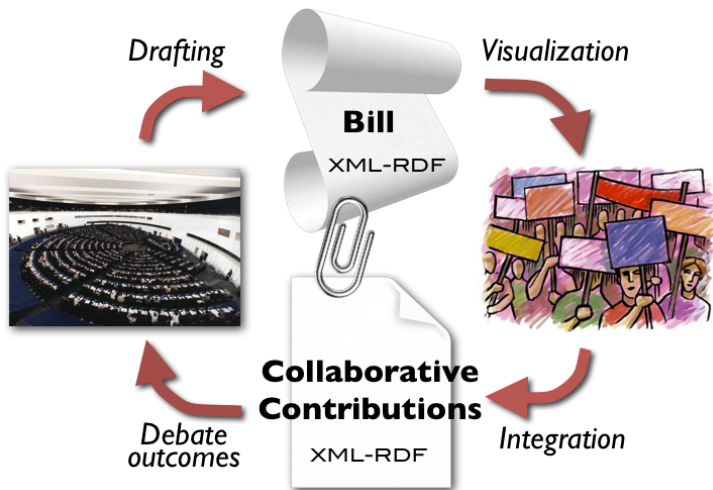 Drafting
Visualization
Bill
XML-RDF
Collaborative
Contributions
XML-RDF
Debate
outcomes
Integration